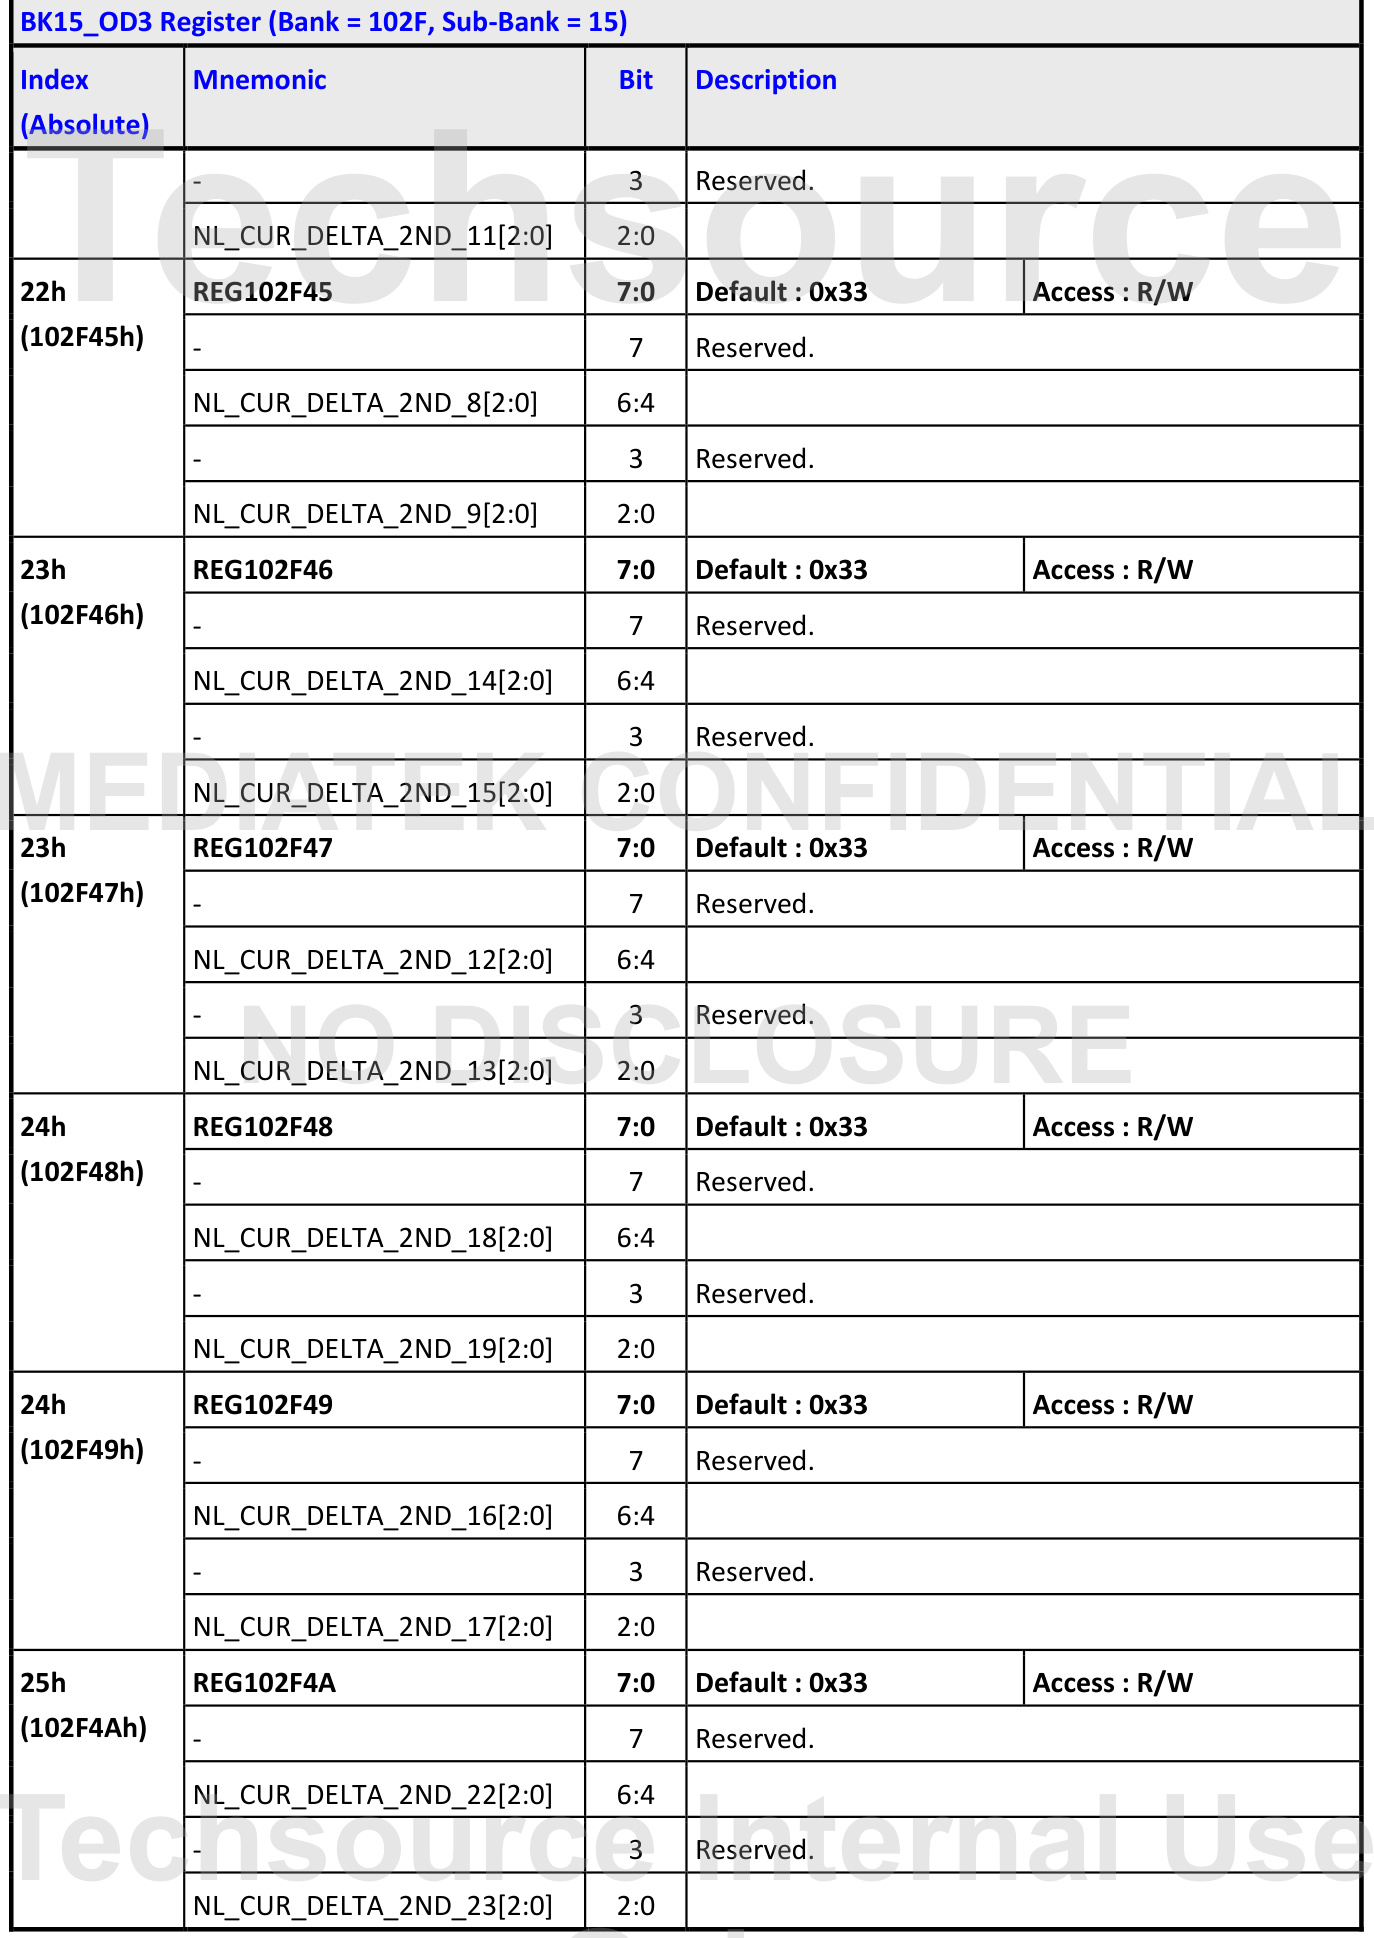 BK15_OD3 Register (Bank = 102F, Sub-Bank = 15)
Index (Absolute) Mnemonic Bit Description
- 3 Reserved.
NL_CUR_DELTA_2ND_11[2:0] 2:0
Techsource
22h (102F45h) REG102F45 7:0 Default : 0x33 Access : R/W
- 7 Reserved.
NL_CUR_DELTA_2ND_8[2:0] 6:4
- 3 Reserved.
NL_CUR_DELTA_2ND_9[2:0] 2:0
23h (102F46h) REG102F46 7:0 Default : 0x33 Access : R/W
- 7 Reserved.
NL_CUR_DELTA_2ND_14[2:0] 6:4
- 3 Reserved.
NL_CUR_DELTA_2ND_15[2:0] 2:0
MEDIATEK CONFIDENTIAL
23h (102F47h) REG102F47 7:0 Default : 0x33 Access : R/W
- 7 Reserved.
NL_CUR_DELTA_2ND_12[2:0] 6:4
- 3 Reserved.
NO DISCLOSURE
NL_CUR_DELTA_2ND_13[2:0] 2:0
24h (102F48h) REG102F48 7:0 Default : 0x33 Access : R/W
- 7 Reserved.
NL_CUR_DELTA_2ND_18[2:0] 6:4
- 3 Reserved.
NL_CUR_DELTA_2ND_19[2:0] 2:0
24h (102F49h) REG102F49 7:0 Default : 0x33 Access : R/W
- 7 Reserved.
NL_CUR_DELTA_2ND_16[2:0] 6:4
- 3 Reserved.
NL_CUR_DELTA_2ND_17[2:0] 2:0
25h (102F4Ah) REG102F4A 7:0 Default : 0x33 Access : R/W
- 7 Reserved.
NL_CUR_DELTA_2ND_22[2:0] 6:4
Techsource Internal Use
- 3 Reserved.
NL_CUR_DELTA_2ND_23[2:0] 2:0